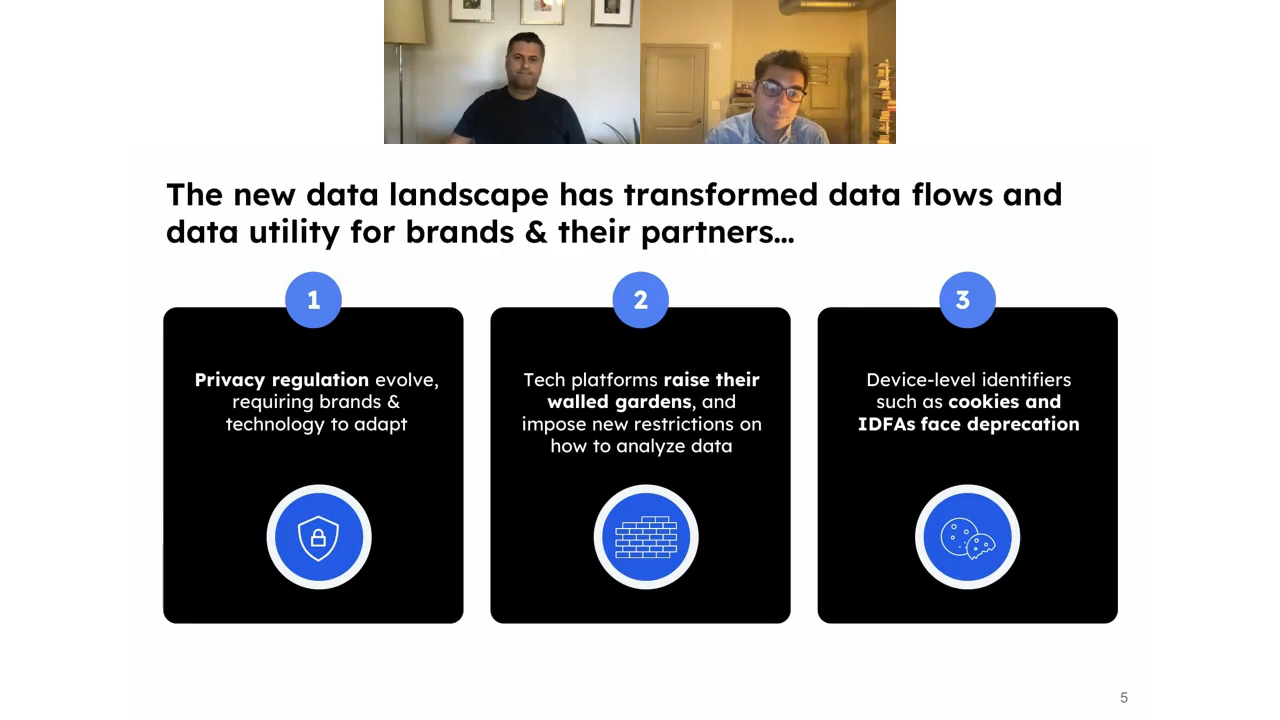 The new data landscape has transformed data flows and
data utility for brands & their partners...
1
Privacy regulation evolve,
requiring brands &
technology to adapt
2
Tech platforms raise their
walled gardens, and
impose new restrictions on
how to analyze data
3
Device-level identifiers
such as cookies and
IDFAs face deprecation
5